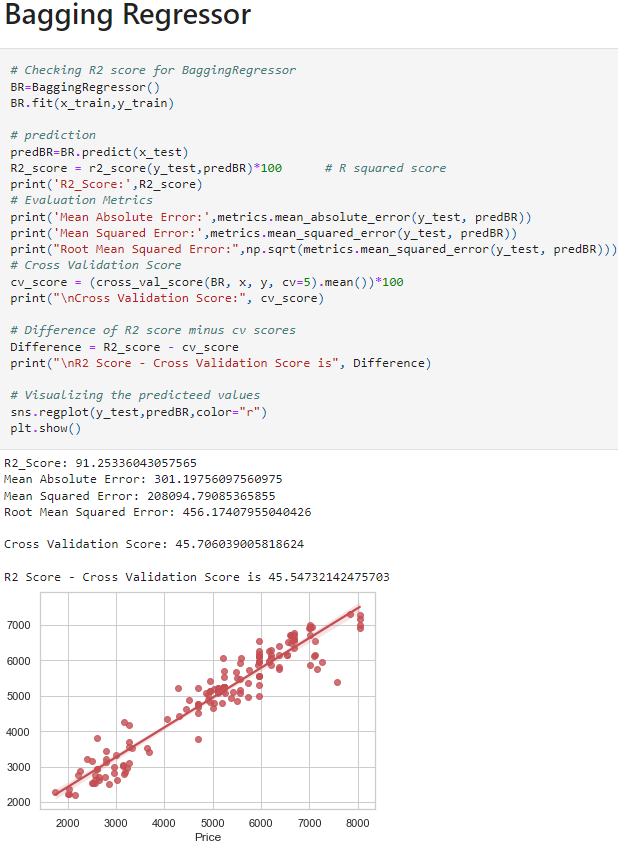 Bagging Regressor
# Checking R2 score for BaggingRegressor
BR=BaggingRegressor()
BR.fit(x_train,y_train)
# prediction
predBR=BR.predict(x_test)
R2_score = r2_score(y_test,predBR)*100      # R squared score
print('R2_Score:',R2_score)
# Evaluation Metrics
print('Mean Absolute Error:',metrics.mean_absolute_error(y_test, predBR))
print('Mean Squared Error:',metrics.mean_squared_error(y_test, predBR))
print("Root Mean Squared Error:",np.sqrt(metrics.mean_squared_error(y_test, predBR)))
# Cross Validation Score
cv_score = (cross_val_score(BR, x, y, cv=5).mean())*100
print("\nCross Validation Score:", cv_score)
# Difference of R2 score minus cv scores
Difference = R2_score - cv_score
print("\nR2 Score - Cross Validation Score is", Difference)
# Visualizing the predicteed values
sns.regplot(y_test,predBR,color="r")
plt.show()
R2_Score: 91.25336043057565
Mean Absolute Error: 301.19756097560975
Mean Squared Error: 208094.79085365855
Root Mean Squared Error: 456.17407955040426
Cross Validation Score: 45.706039005818624
R2 Score - Cross Validation Score is 45.54732142475703
7000
6000
5000
4000
3000
2000
2000 3000 4000 5000 6000 7000 8000
Price